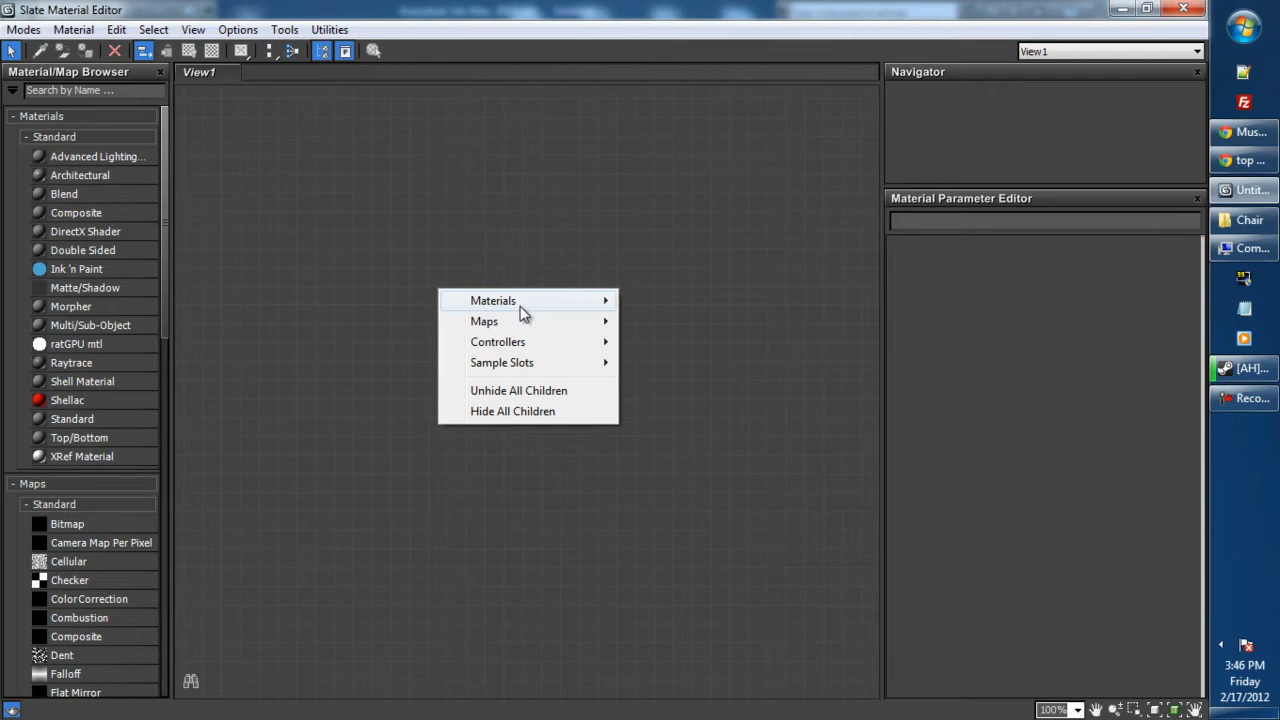 Slate Material Editor
Modes Material Edit Select View Options Tools Utilities
View1
Material/Map Browser
Search by Name ...
- Materials
- Standard
Advanced Lighting...
Architectural
Blend
Composite
DirectX Shader
Double Sided
Ink 'n Paint
Matte/Shadow
Morpher
Multi/Sub-Object
ratGPU mtl
Raytrace
Shell Material
Shellac
Standard
Top/Bottom
XRef Material
- Maps
- Standard
Bitmap
Camera Map Per Pixel
Cellular
Checker
Color Correction
Combustion
Composite
Dent
Falloff
Flat Mirror
View1
Materials
Maps
Controllers
Sample Slots
Unhide All Children
Hide All Children
Navigator
Material Parameter Editor
100%
Mus...
top ...
Untit...
Chair
Com...
[AH]...
Reco...
3:46 PM
Friday
2/17/2012